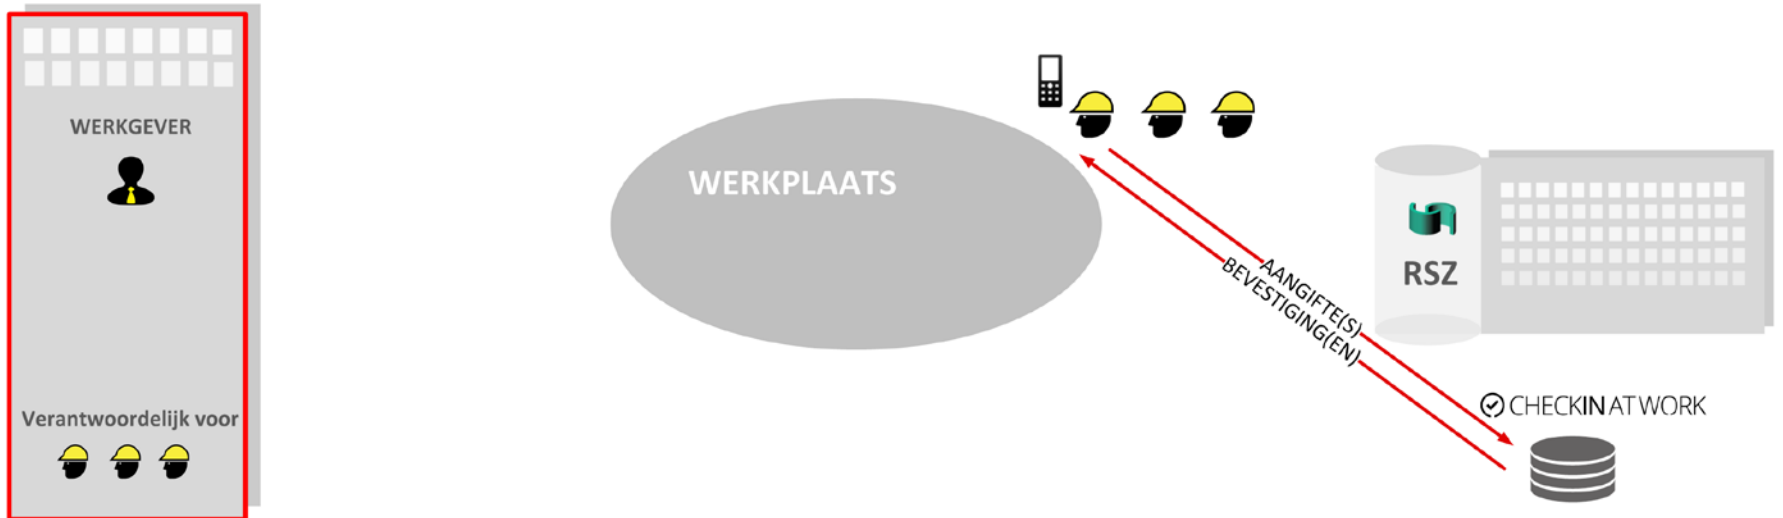 WERKGEVER
Verantwoordelijk voor
WERKPLAATS
AANGIFTE(S)
BEVESTIGING(EN)
RSZ
CHECKINATWORK